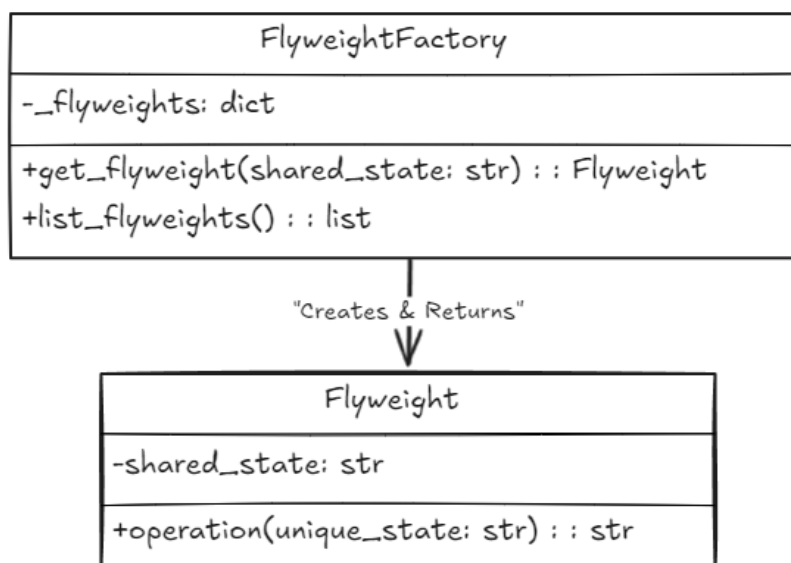 FlyweightFactory
-_flyweights: dict
+get_flyweight(shared_state: str) : : Flyweight
+list_flyweights() : : list
"Creates & Returns"
Flyweight
-shared_state: str
+operation(unique_state: str) : : str